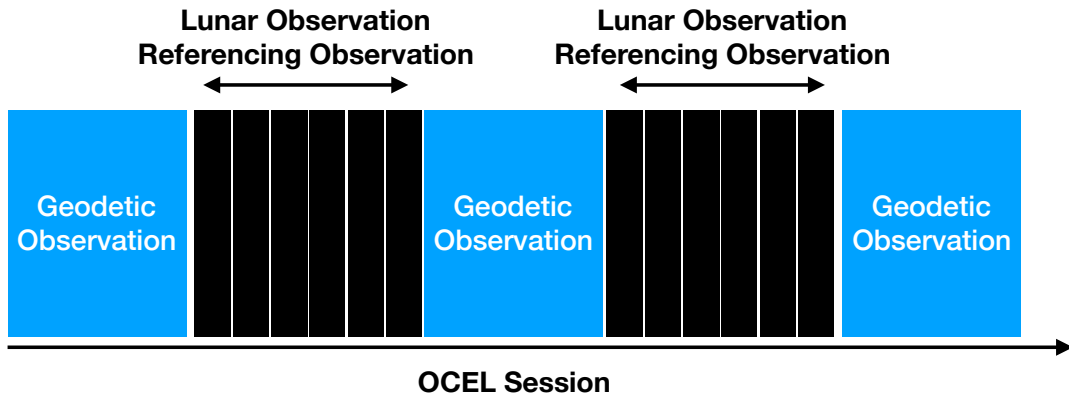 Lunar Observation
Referencing Observation
Lunar Observation
Referencing Observation
Geodetic
Observation
Geodetic
Observation
Geodetic
Observation
OCEL Session